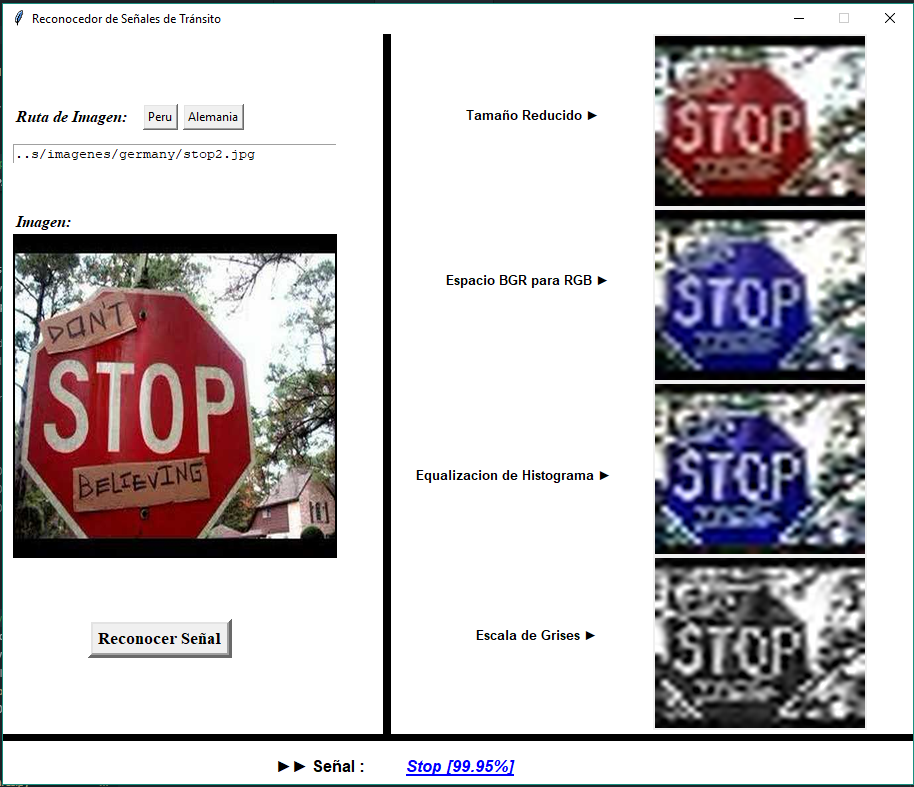 Reconocedor de Señales de Tránsito
Ruta de Imagen:
Peru
Alemania
..s/imagenes/germany/stop2.jpg
Imagen:
DON'T
STOP
BELIEVING
Reconocer Señal
Tamaño Reducido ►
STOP
Espacio BGR para RGB ►
STOP
Equalizacion de Histograma ►
STOP
Escala de Grises ►
STOP
►► Señal :
Stop [99.95%]